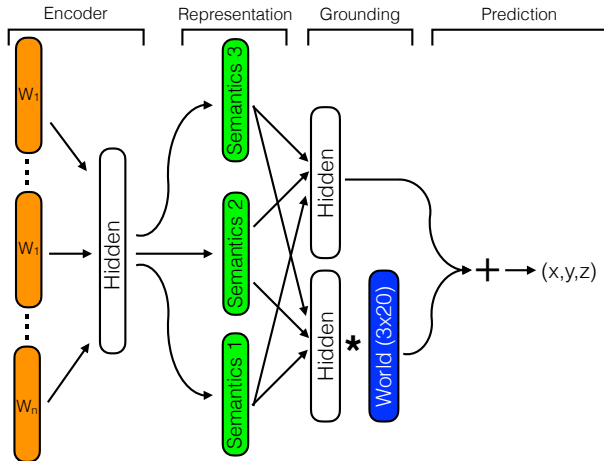 Encoder
Representation
Grounding
Prediction
W₁
W₁
Wₙ
Hidden
Semantics 3
Semantics 2
Semantics 1
Hidden
Hidden
*
World (3x20)
+
(x,y,z)